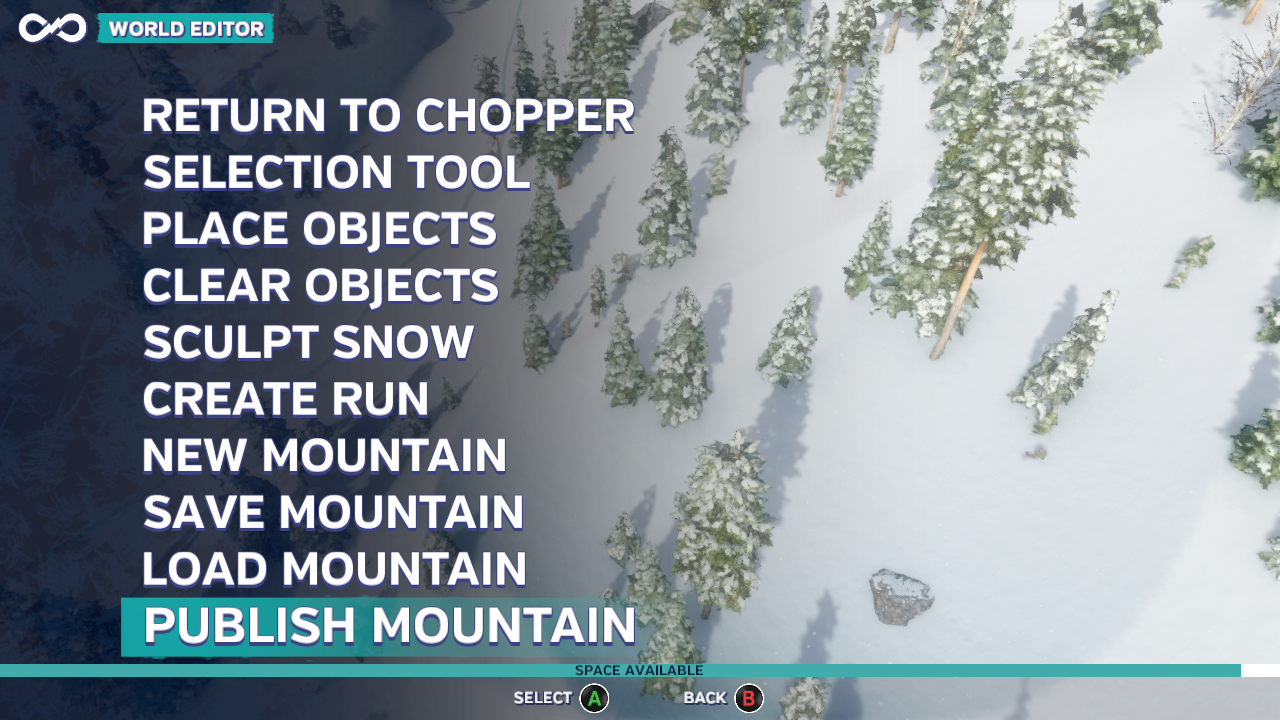 WORLD EDITOR
RETURN TO CHOPPER
SELECTION TOOL
PLACE OBJECTS
CLEAR OBJECTS
SCULPT SNOW
CREATE RUN
NEW MOUNTAIN
SAVE MOUNTAIN
LOAD MOUNTAIN
PUBLISH MOUNTAIN
SPACE AVAILABLE
SELECT A BACK B